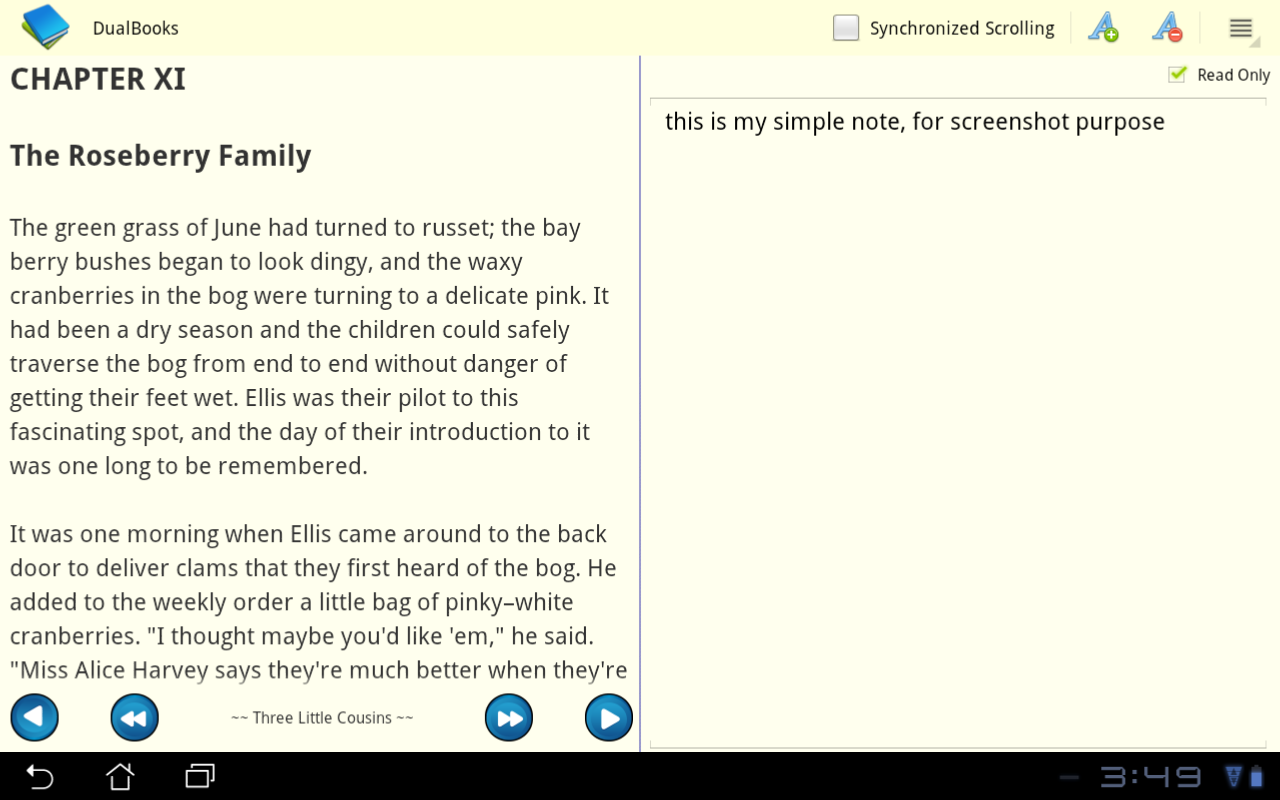 DualBooks
Synchronized Scrolling
CHAPTER XI
The Roseberry Family
The green grass of June had turned to russet; the bay
berry bushes began to look dingy, and the waxy
cranberries in the bog were turning to a delicate pink. It
had been a dry season and the children could safely
traverse the bog from end to end without danger of
getting their feet wet. Ellis was their pilot to this
fascinating spot, and the day of their introduction to it
was one long to be remembered.
It was one morning when Ellis came around to the back
door to deliver clams that they first heard of the bog. He
added to the weekly order a little bag of pinky–white
cranberries. "I thought maybe you'd like 'em," he said.
"Miss Alice Harvey says they're much better when they're
~~ Three Little Cousins ~~
Read Only
this is my simple note, for screenshot purpose
3:49